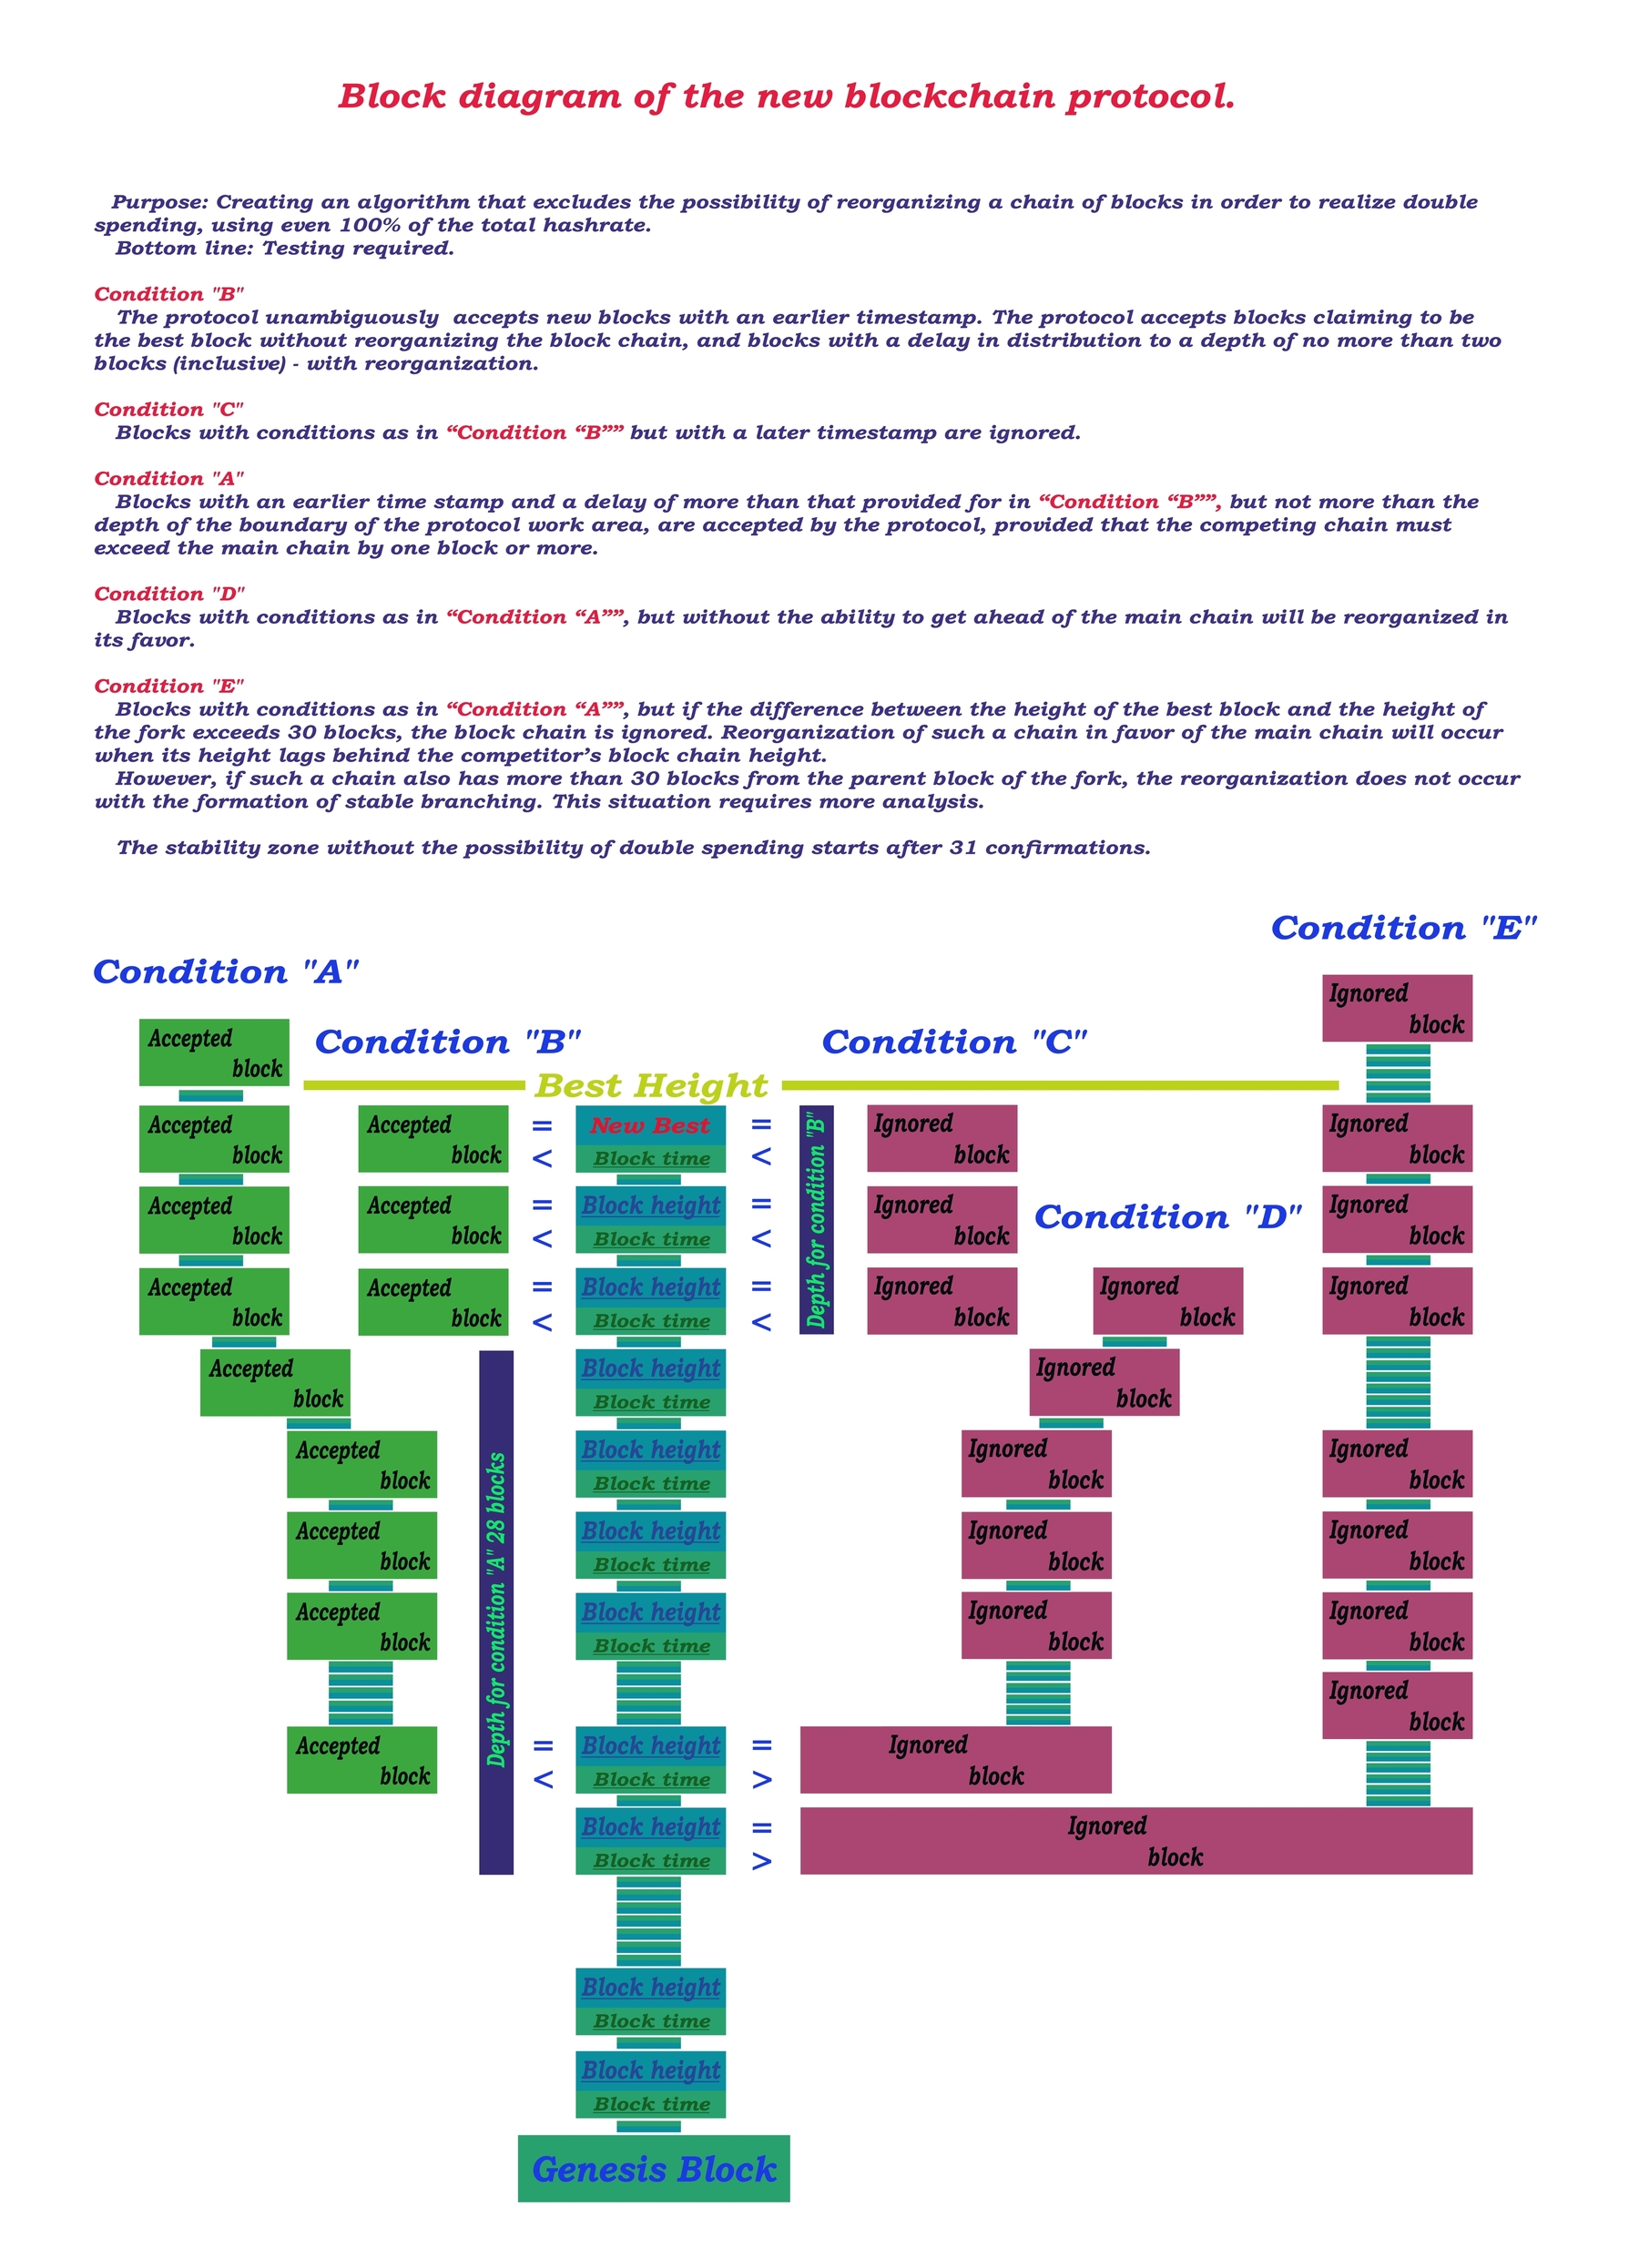 Block diagram of the new blockchain protocol.
Purpose: Creating an algorithm that excludes the possibility of reorganizing a chain of blocks in order to realize double
spending, using even 100% of the total hashrate.
Bottom line: Testing required.
Condition "B"
The protocol unambiguously accepts new blocks with an earlier timestamp. The protocol accepts blocks claiming to be
the best block without reorganizing the block chain, and blocks with a delay in distribution to a depth of no more than two
blocks (inclusive) - with reorganization.
Condition "C"
Blocks with conditions as in “Condition “B”” but with a later timestamp are ignored.
Condition "A"
Blocks with an earlier time stamp and a delay of more than that provided for in “Condition “B””, but not more than the
depth of the boundary of the protocol work area, are accepted by the protocol, provided that the competing chain must
exceed the main chain by one block or more.
Condition "D"
Blocks with conditions as in “Condition “A””, but without the ability to get ahead of the main chain will be reorganized in
its favor.
Condition "E"
Blocks with conditions as in “Condition “A””, but if the difference between the height of the best block and the height of
the fork exceeds 30 blocks, the block chain is ignored. Reorganization of such a chain in favor of the main chain will occur
when its height lags behind the competitor’s block chain height.
However, if such a chain also has more than 30 blocks from the parent block of the fork, the reorganization does not occur
with the formation of stable branching. This situation requires more analysis.
The stability zone without the possibility of double spending starts after 31 confirmations.
Condition "E"
Condition "A"
Ignored
block
Accepted
block
Condition "B"
Condition "C"
Best Height
Accepted
block
Accepted
block
=
<
New Best
Block time
=
<
Depth for condition "B"
Ignored
block
Ignored
block
Accepted
block
Accepted
block
=
<
Block height
Block time
=
<
Ignored
block
Condition "D"
Ignored
block
Accepted
block
Accepted
block
=
<
Block height
Block time
=
<
Ignored
block
Ignored
block
Ignored
block
Accepted
block
Depth for condition "A" 28 blocks
Block height
Block time
Ignored
block
Accepted
block
Block height
Block time
Ignored
block
Ignored
block
Accepted
block
Block height
Block time
Ignored
block
Ignored
block
Accepted
block
Block height
Block time
Ignored
block
Ignored
block
Ignored
block
Accepted
block
=
<
Block height
Block time
=
>
Ignored
block
Block height
Block time
=
>
Ignored
block
Block height
Block time
Block height
Block time
Genesis Block